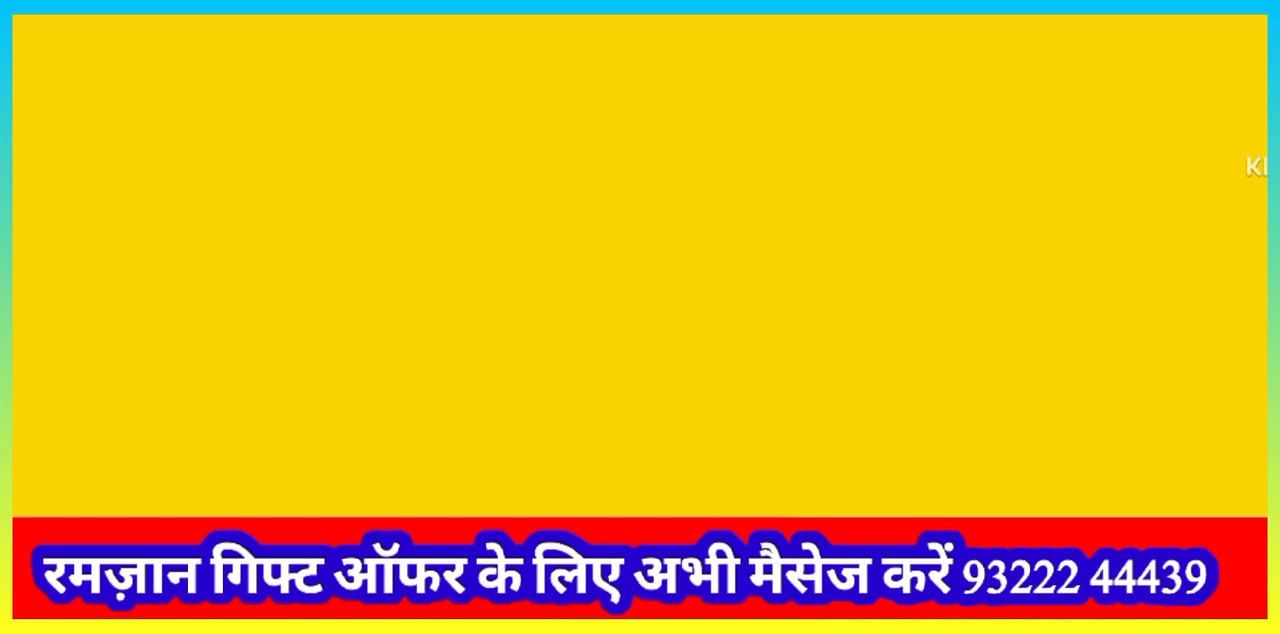 रमज़ान गिफ्ट ऑफर के लिए अभी मैसेज करें 93222 44439